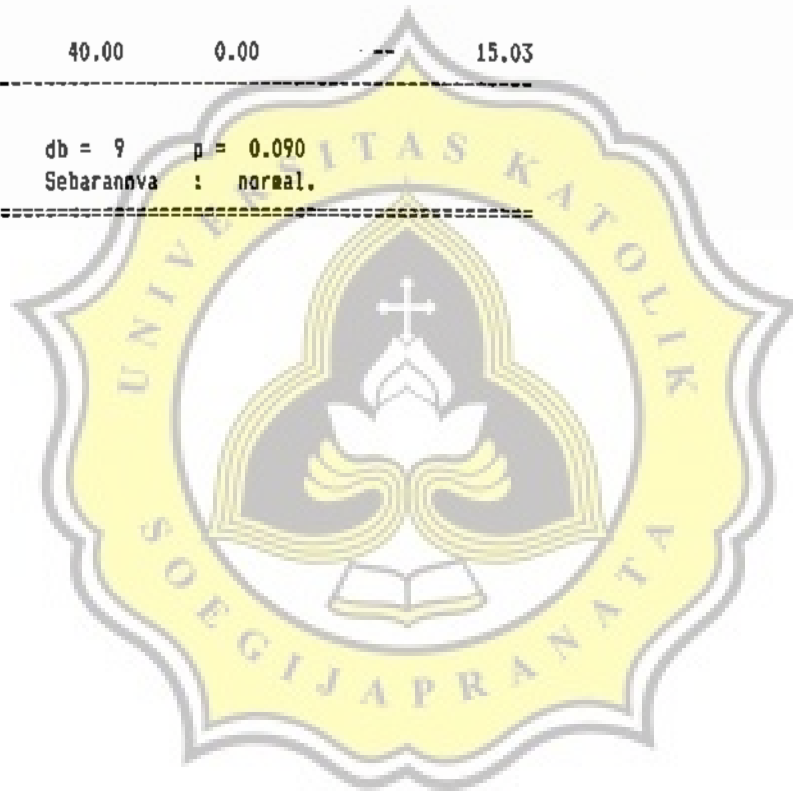 40.00 0.00 -- 15.03
db = 9 p = 0.090
Sebarannya : normal.
UNIVERSITAS KATOLIK
SOEGIJAPRANATA